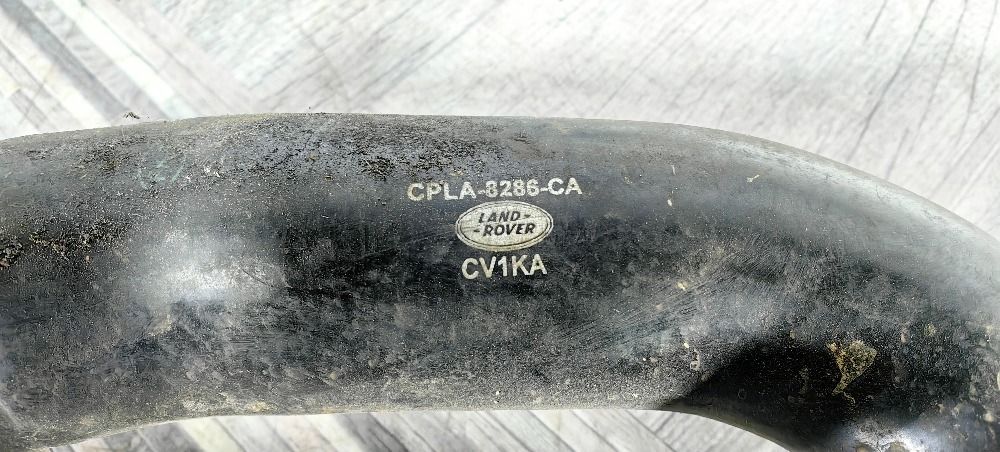 CPLA-8286-CA
LAND-
-ROVER
CV1KA